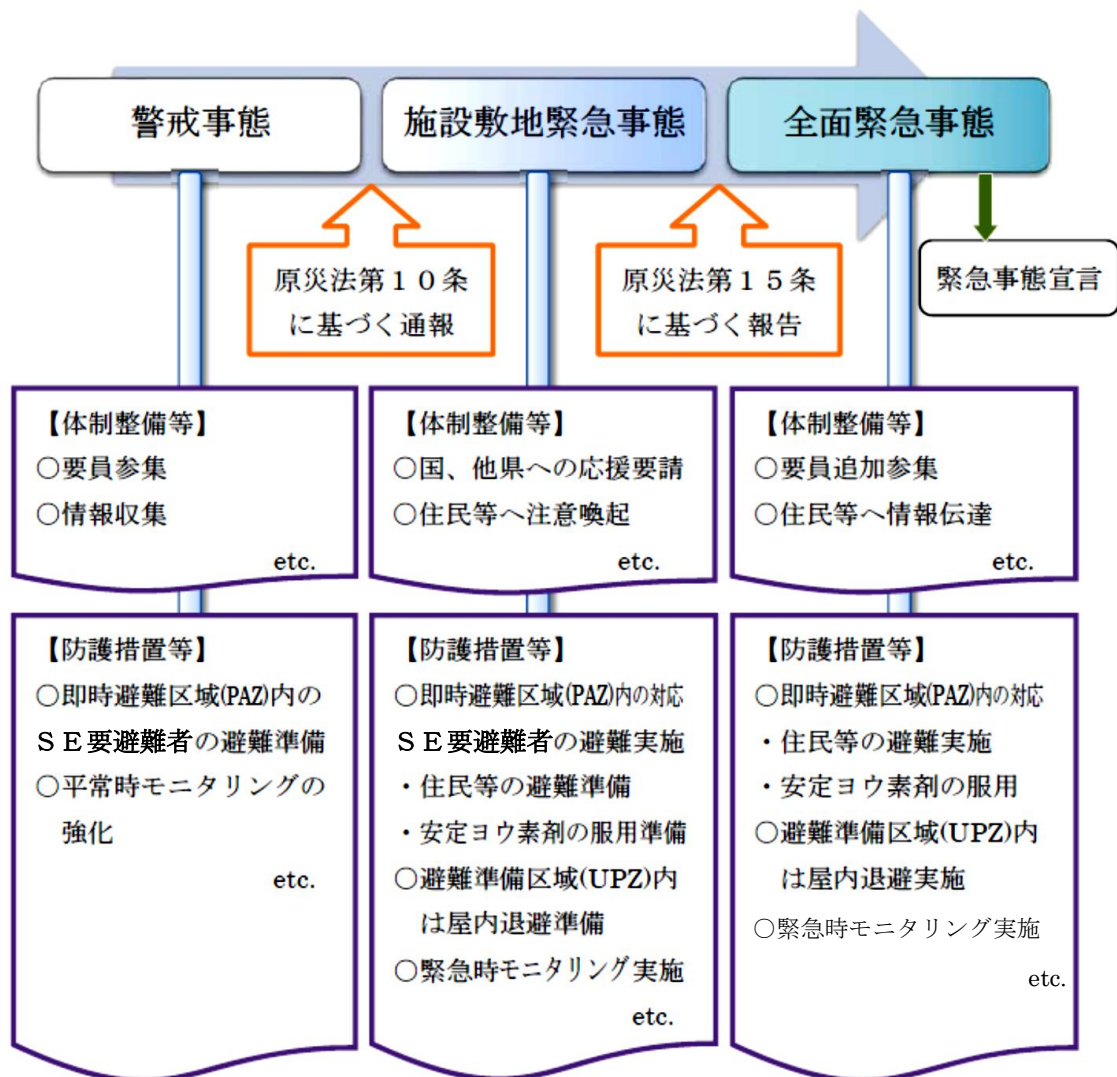 警戒事態
施設敷地緊急事態
全面緊急事態
原災法第１０条
に基づく通報
原災法第１５条
に基づく報告
緊急事態宣言
【体制整備等】
○要員参集
○情報収集
etc.
【体制整備等】
○国、他県への応援要請
○住民等へ注意喚起
etc.
【体制整備等】
○要員追加参集
○住民等へ情報伝達
etc.
【防護措置等】
○即時避難区域(PAZ)内の
ＳＥ要避難者の避難準備
○平常時モニタリングの
強化
etc.
【防護措置等】
○即時避難区域(PAZ)内の対応
ＳＥ要避難者の避難実施
・住民等の避難準備
・安定ヨウ素剤の服用準備
○避難準備区域(UPZ)内
は屋内退避準備
○緊急時モニタリング実施
etc.
【防護措置等】
○即時避難区域(PAZ)内の対応
・住民等の避難実施
・安定ヨウ素剤の服用
○避難準備区域(UPZ)内
は屋内退避実施
○緊急時モニタリング実施
etc.